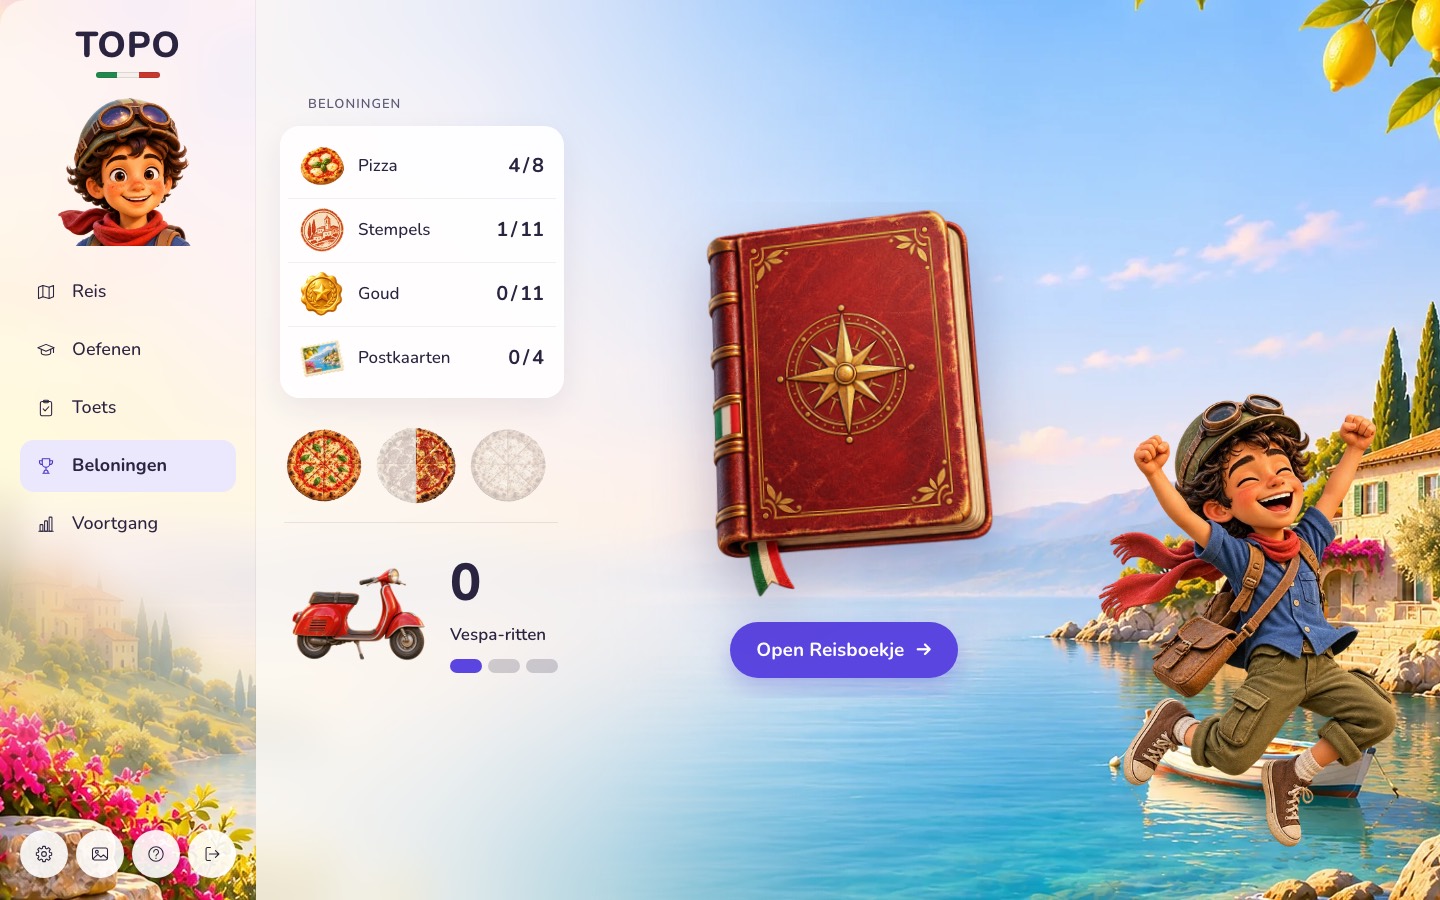 TOPO
Reis
Oefenen
Toets
Beloningen
Voortgang
BELONINGEN
Pizza 4/8
Stempels 1/11
Goud 0/11
Postkaarten 0/4
0
Vespa-ritten
Open Reisboekje →